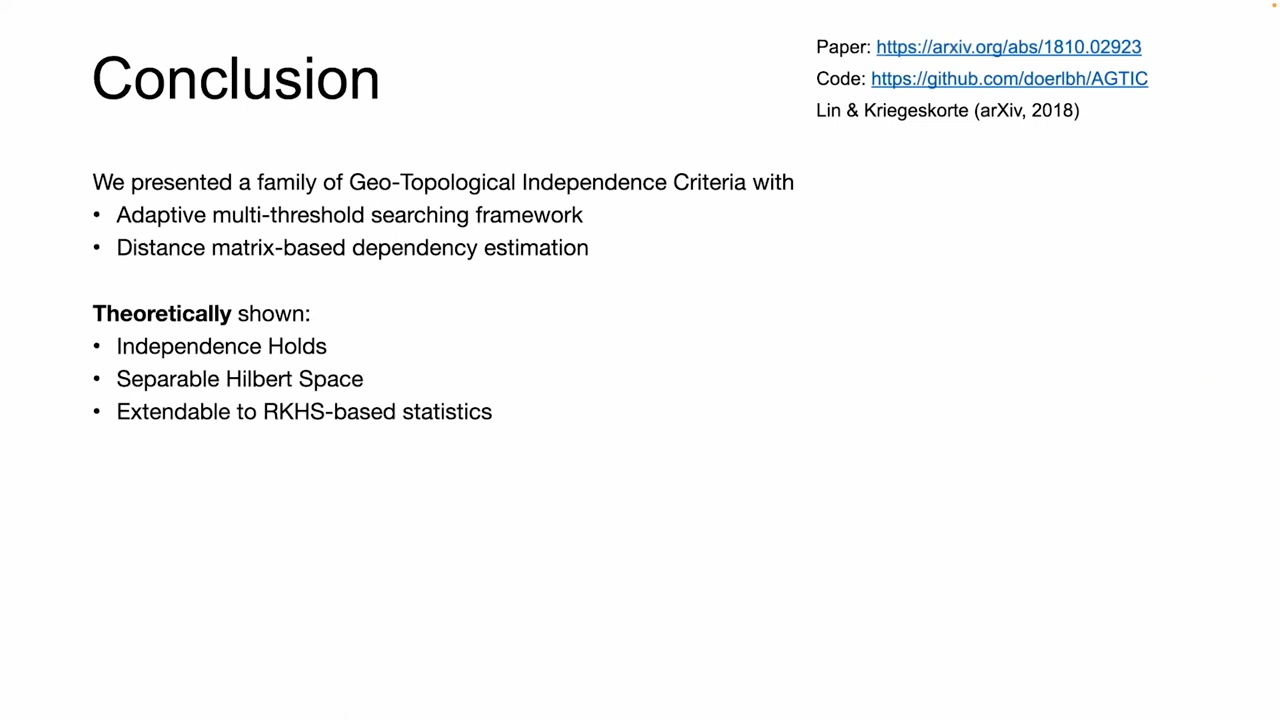 Conclusion
Paper: https://arxiv.org/abs/1810.02923
Code: https://github.com/doerlbh/AGTIC
Lin & Kriegeskorte (arXiv, 2018)
We presented a family of Geo-Topological Independence Criteria with
• Adaptive multi-threshold searching framework
• Distance matrix-based dependency estimation
Theoretically shown:
• Independence Holds
• Separable Hilbert Space
• Extendable to RKHS-based statistics